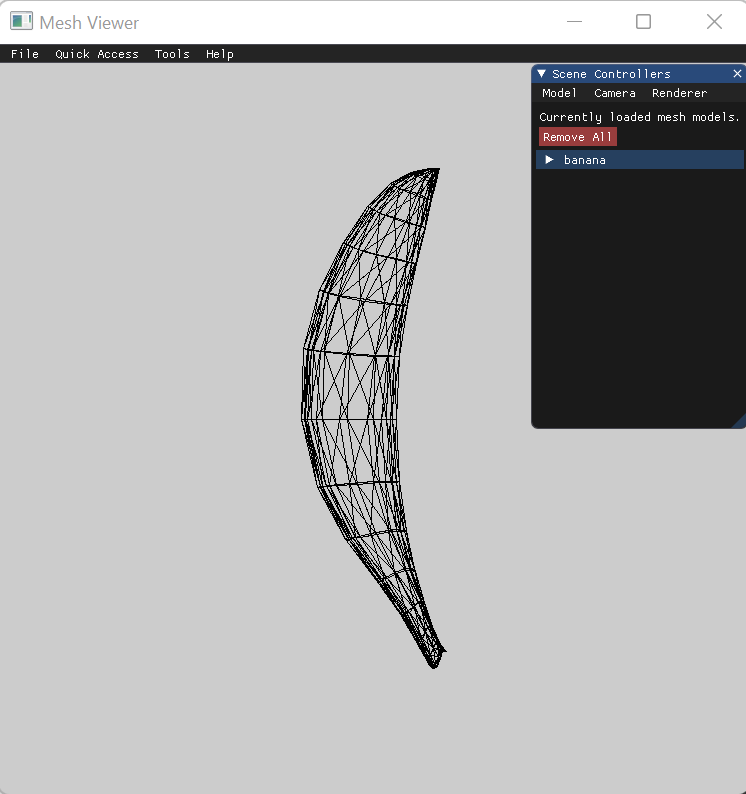 Mesh Viewer
File Quick Access Tools Help
Scene Controllers
Model Camera Renderer
Currently loaded mesh models.
Remove All
banana